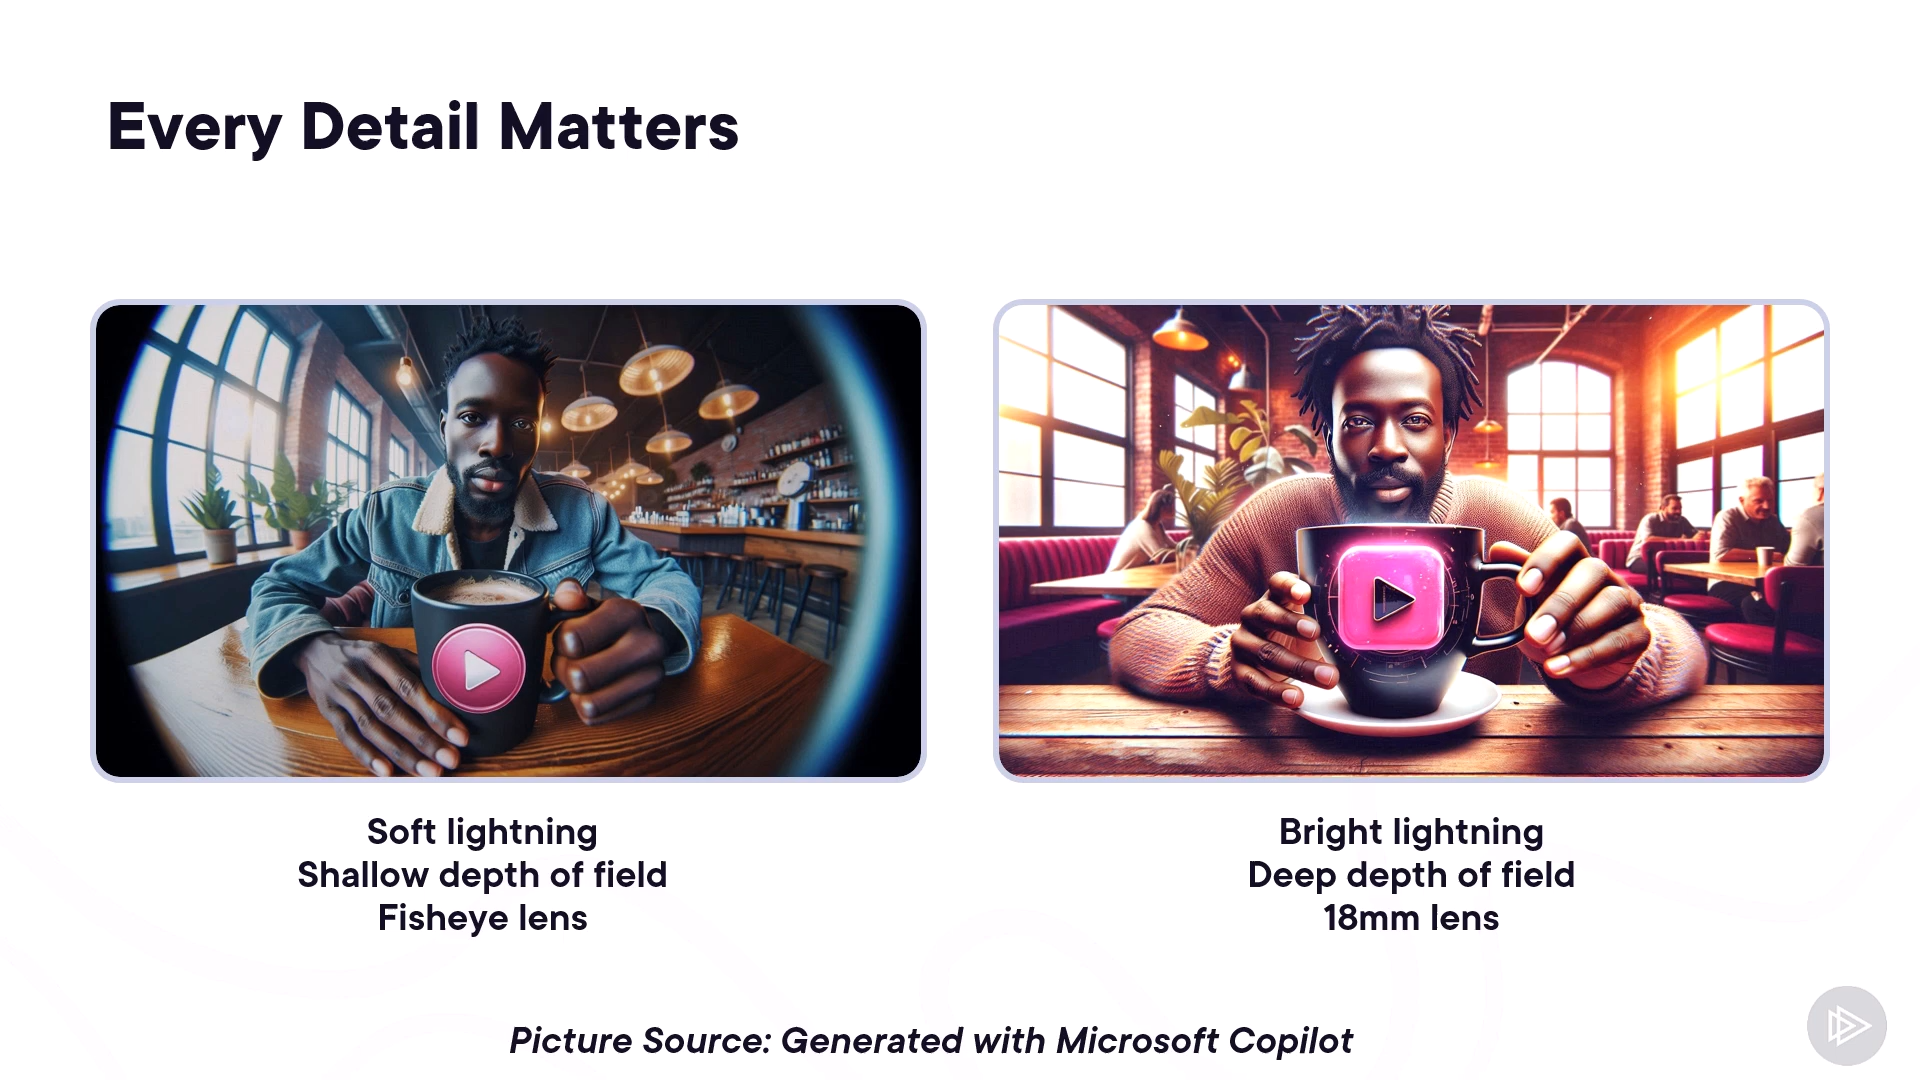 Every Detail Matters
Soft lightning
Shallow depth of field
Fisheye lens
Bright lightning
Deep depth of field
18mm lens
Picture Source: Generated with Microsoft Copilot